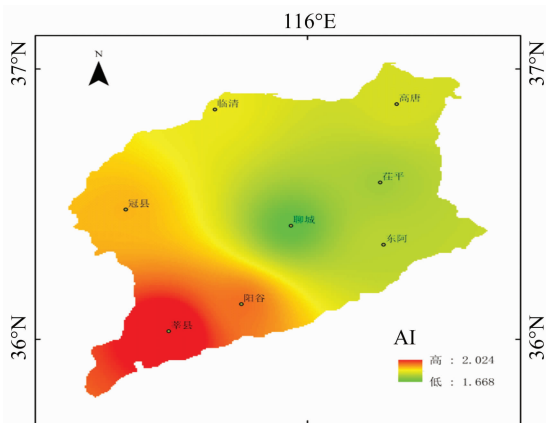 116°E
37°N
37°N
N
高唐
临清
茌平
冠县
聊城
东阿
阳谷
莘县
36°N
36°N
AI
高 : 2.024
低 : 1.668